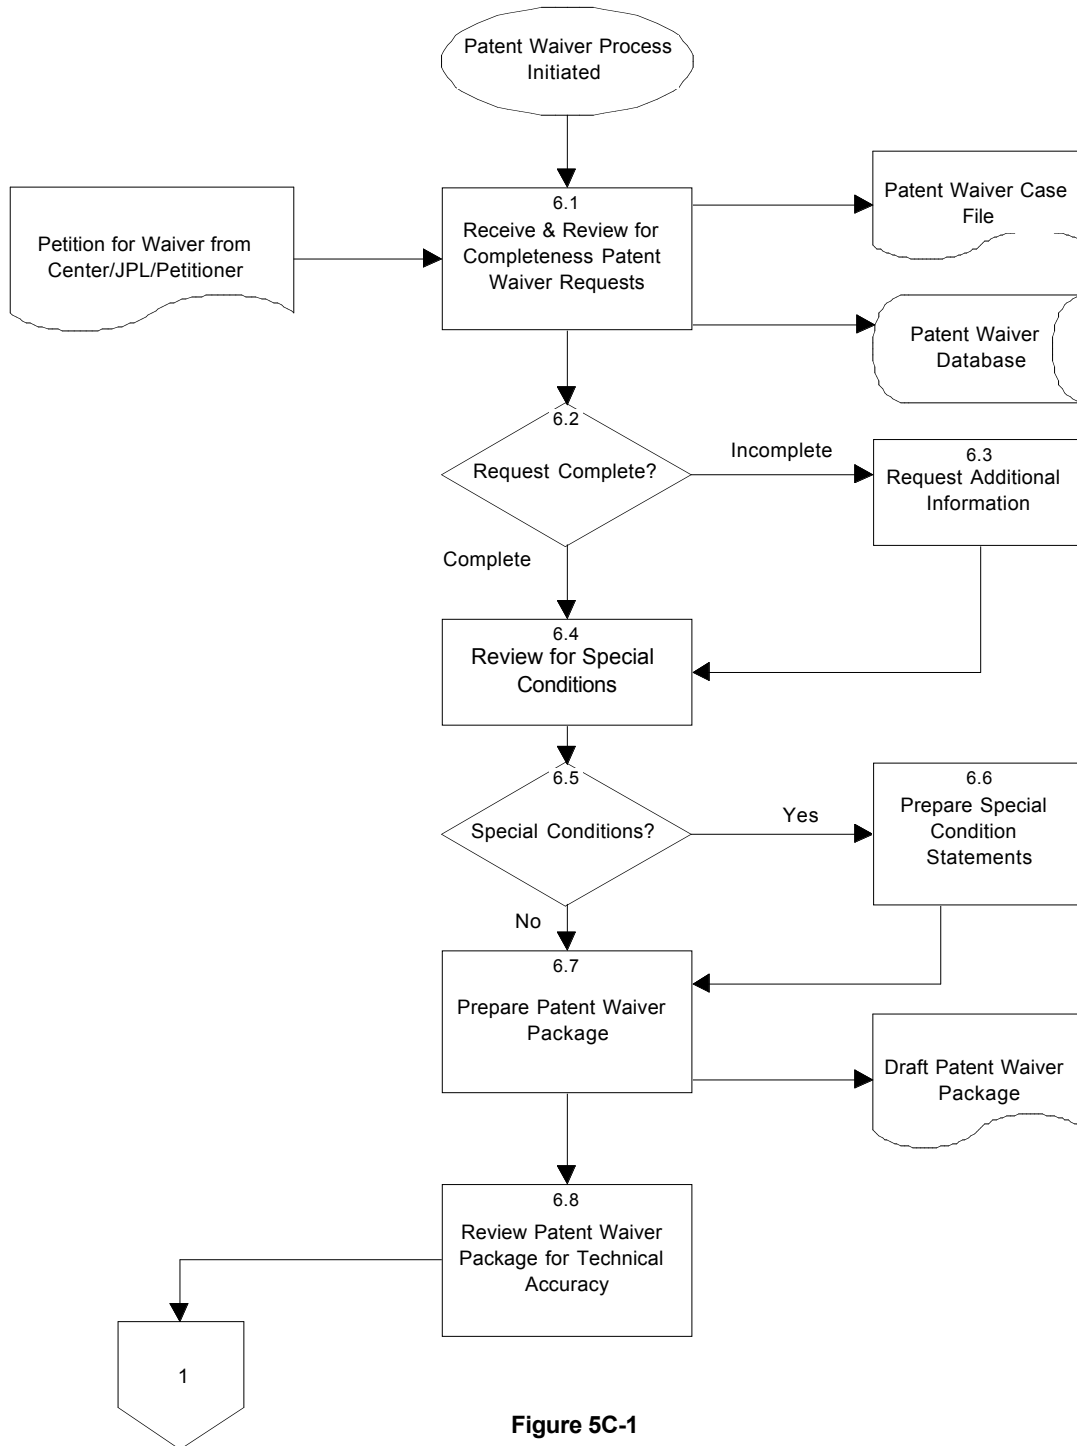 Patent Waiver Process
Initiated
Petition for Waiver from
Center/JPL/Petitioner
6.1
Receive & Review for
Completeness Patent
Waiver Requests
Patent Waiver Case
File
Patent Waiver
Database
6.2
Request Complete?
Incomplete
6.3
Request Additional
Information
Complete
6.4
Review for Special
Conditions
6.5
Special Conditions?
Yes
6.6
Prepare Special
Condition
Statements
No
6.7
Prepare Patent Waiver
Package
Draft Patent Waiver
Package
6.8
Review Patent Waiver
Package for Technical
Accuracy
1
Figure 5C-1